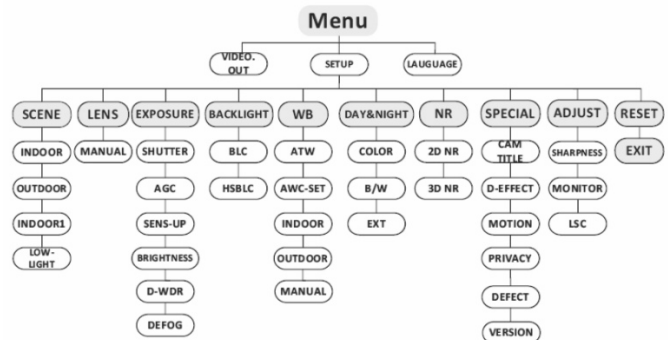 Menu
VIDEO.
OUT
SETUP
LAUGUAGE
SCENE
LENS
EXPOSURE
BACKLIGHT
WB
DAY&NIGHT
NR
SPECIAL
ADJUST
RESET
INDOOR
MANUAL
SHUTTER
BLC
ATW
COLOR
2D NR
CAM
TITLE
SHARPNESS
EXIT
OUTDOOR
AGC
HSBLC
AWC-SET
B/W
3D NR
D-EFFECT
MONITOR
INDOOR1
SENS-UP
INDOOR
EXT
MOTION
LSC
LOW-
LIGHT
BRIGHTNESS
OUTDOOR
PRIVACY
D-WDR
MANUAL
DEFECT
DEFOG
VERSION